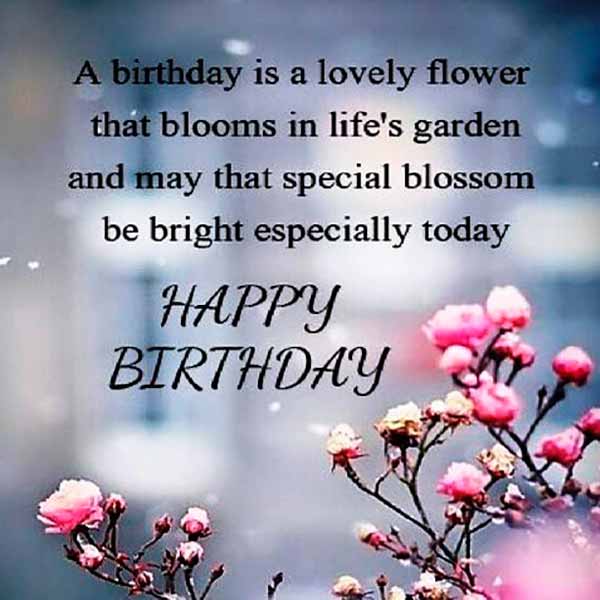 A birthday is a lovely flower
that blooms in life's garden
and may that special blossom
be bright especially today
HAPPY
BIRTHDAY